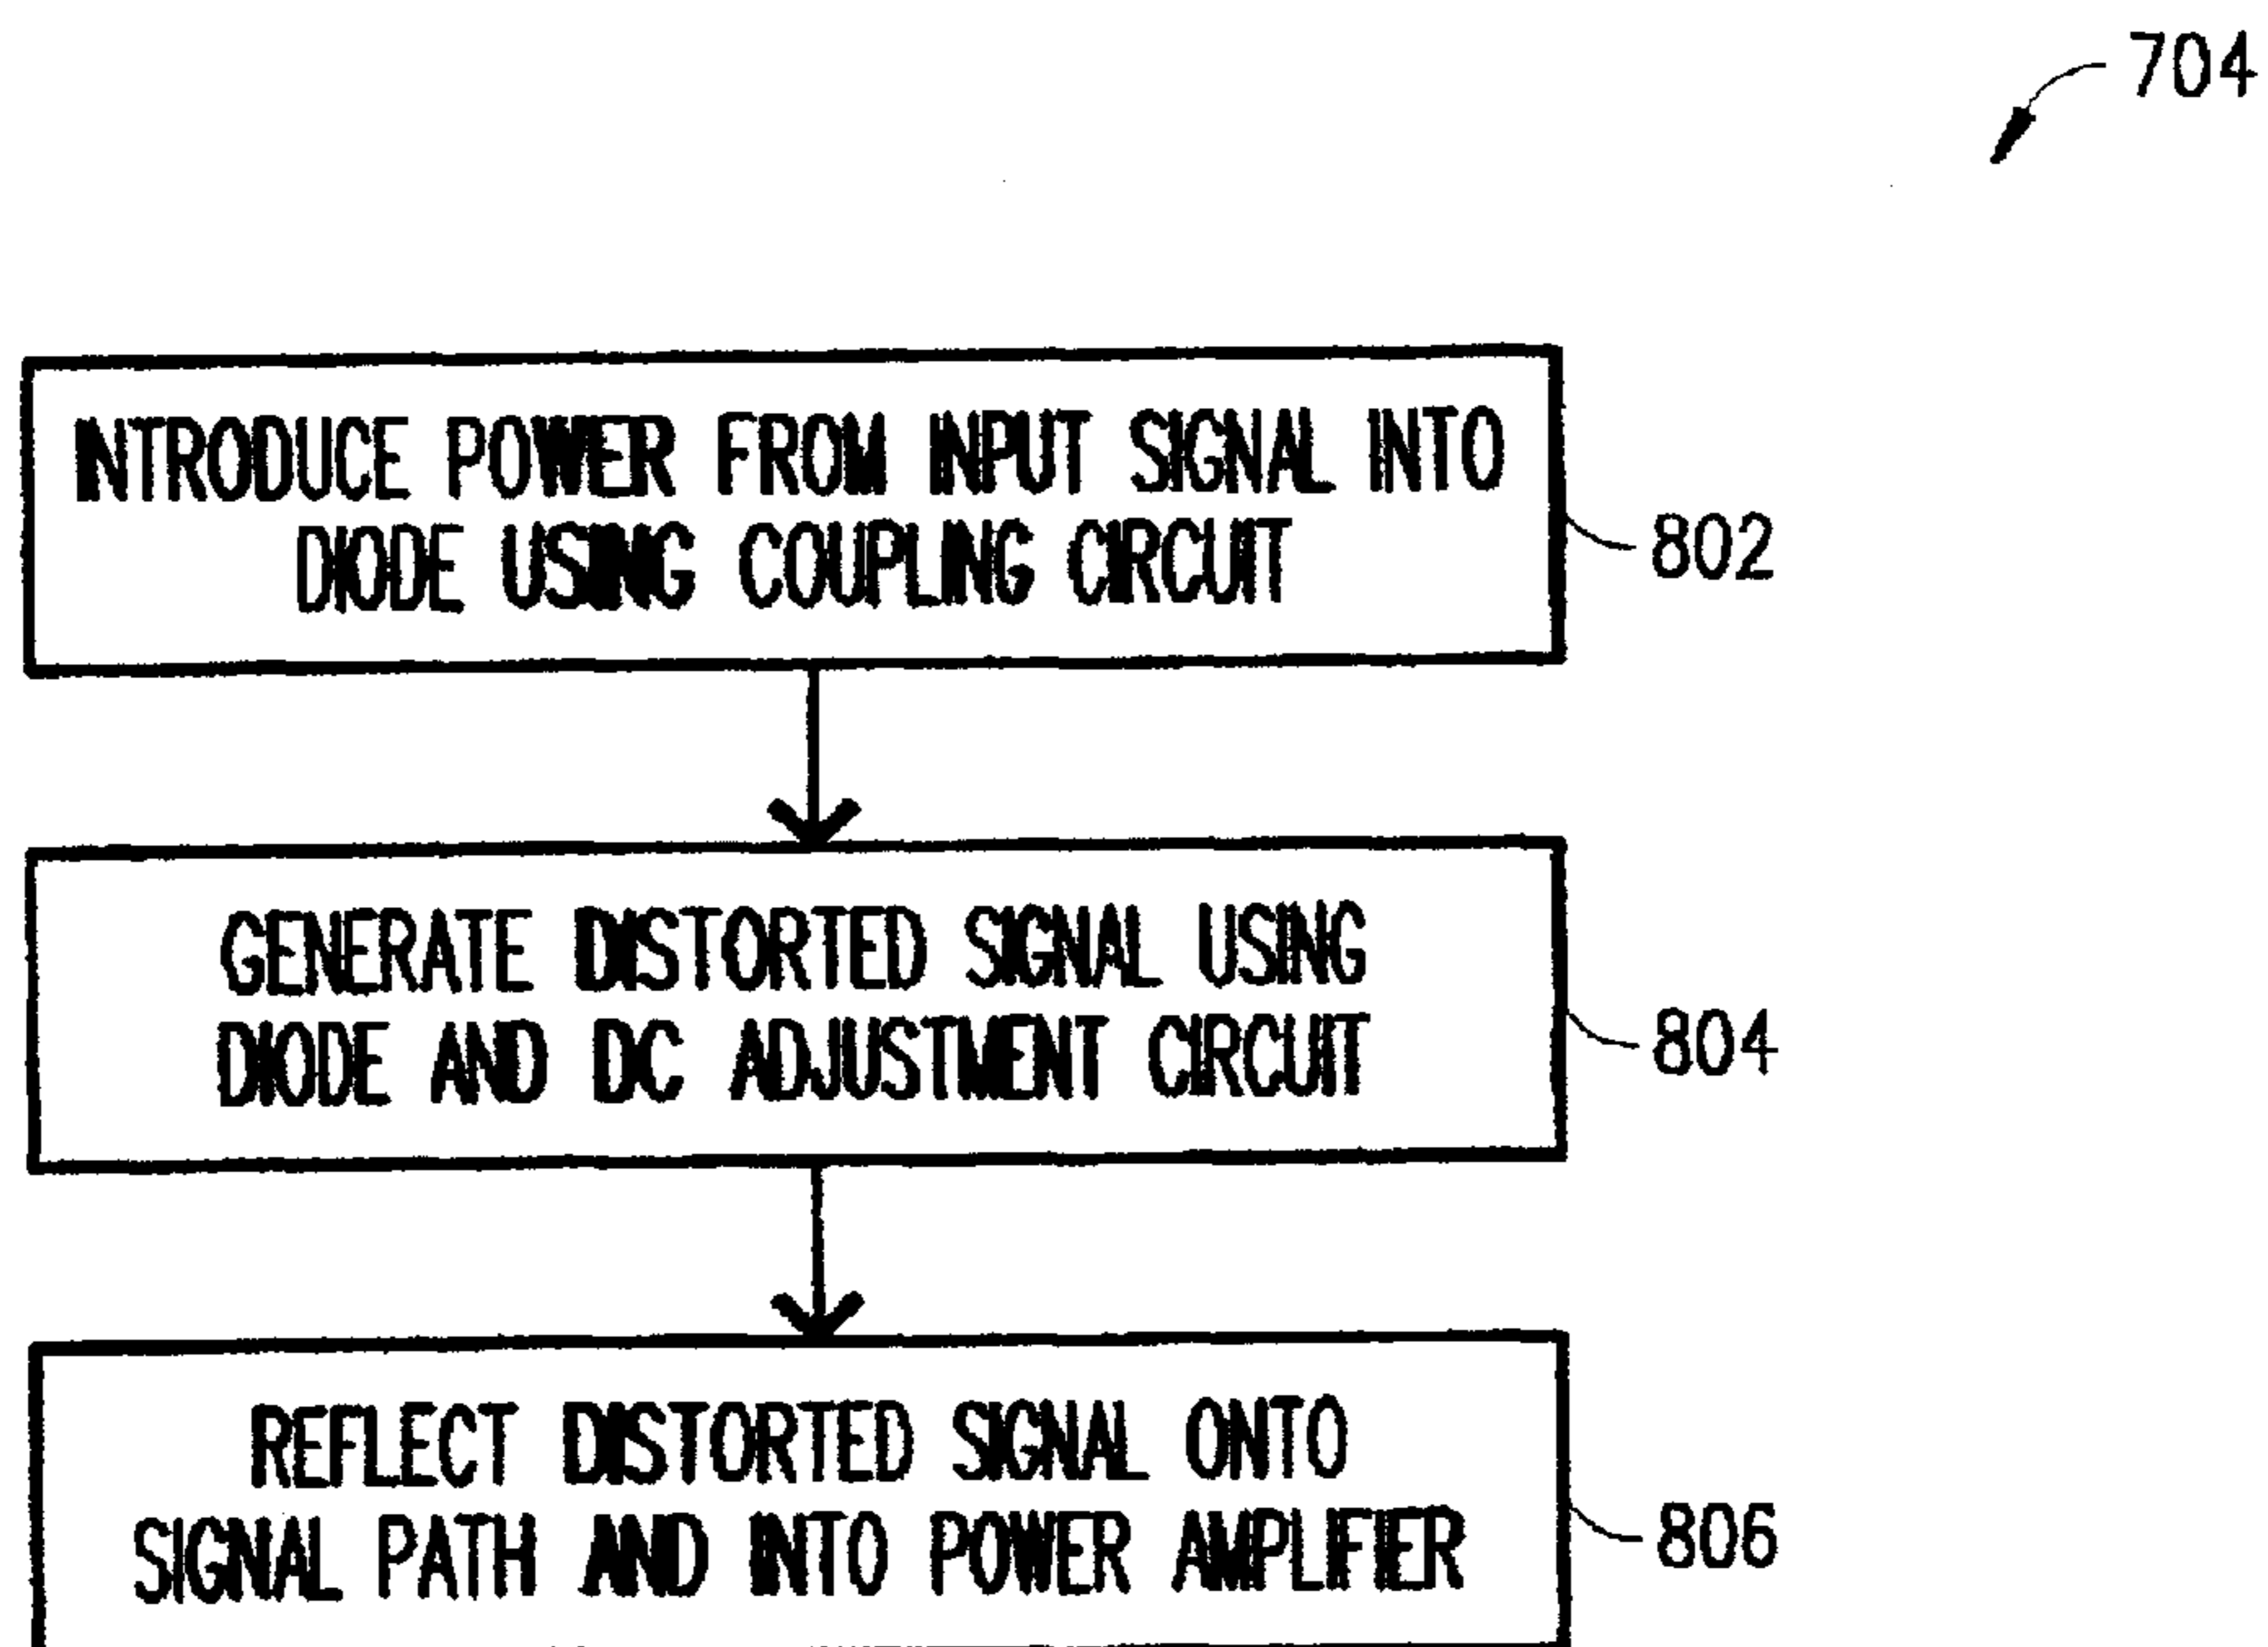 704
INTRODUCE POWER FROM INPUT SIGNAL INTO
DIODE USING COUPLING CIRCUIT
802
GENERATE DISTORTED SIGNAL USING
DIODE AND DC ADJUSTMENT CIRCUIT
804
REFLECT DISTORTED SIGNAL ONTO
SIGNAL PATH AND INTO POWER AMPLIFIER
806